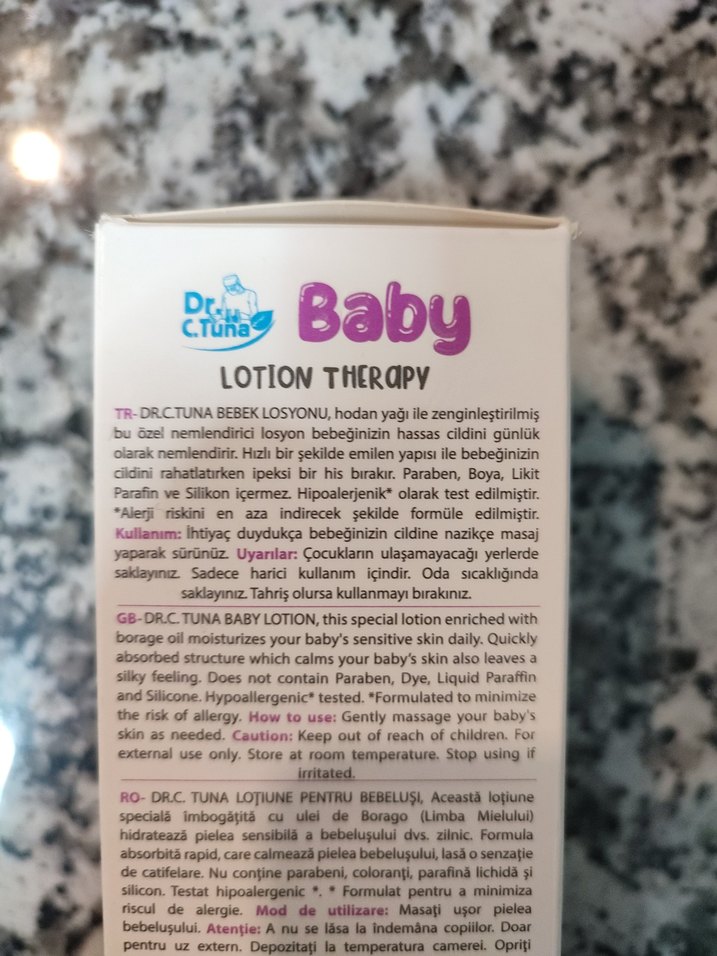 Dr.
C.Tuna
Baby
LOTION THERAPY
TR- DR.C.TUNA BEBEK LOSYONU, hodan yağı ile zenginleştirilmiş
bu özel nemlendirici losyon bebeğinizin hassas cildini günlük
olarak nemlendirir. Hızlı bir şekilde emilen yapısı ile bebeğinizin
cildini rahatlatırken ipeksi bir his bırakır. Paraben, Boya, Likit
Parafin ve Silikon içermez. Hipoalerjenik* olarak test edilmiştir.
*Alerji riskini en aza indirecek şekilde formüle edilmiştir.
Kullanım: İhtiyaç duydukça bebeğinizin cildine nazikçe masaj
yaparak sürünüz. Uyarılar: Çocukların ulaşamayacağı yerlerde
saklayınız. Sadece harici kullanım içindir. Oda sıcaklığında
saklayınız. Tahriş olursa kullanmayı bırakınız.
GB- DR.C. TUNA BABY LOTION, this special lotion enriched with
borage oil moisturizes your baby's sensitive skin daily. Quickly
absorbed structure which calms your baby's skin also leaves a
silky feeling. Does not contain Paraben, Dye, Liquid Paraffin
and Silicone. Hypoallergenic* tested. *Formulated to minimize
the risk of allergy. How to use: Gently massage your baby's
skin as needed. Caution: Keep out of reach of children. For
external use only. Store at room temperature. Stop using if
irritated.
RO- DR.C. TUNA LOȚIUNE PENTRU BEBELUȘI, Această loțiune
specială îmbogățită cu ulei de Borago (Limba Mielului)
hidratează pielea sensibilă a bebelușului dvs. zilnic. Formula
absorbită rapid, care calmează pielea bebelușului, lasă o senzație
de catifelare. Nu conține parabeni, coloranți, parafină lichidă și
silicon. Testat hipoalergenic *. * Formulat pentru a minimiza
riscul de alergie. Mod de utilizare: Masați ușor pielea
bebelușului. Atenție: A nu se lăsa la îndemâna copiilor. Doar
pentru uz extern. Depozitați la temperatura camerei. Opriți